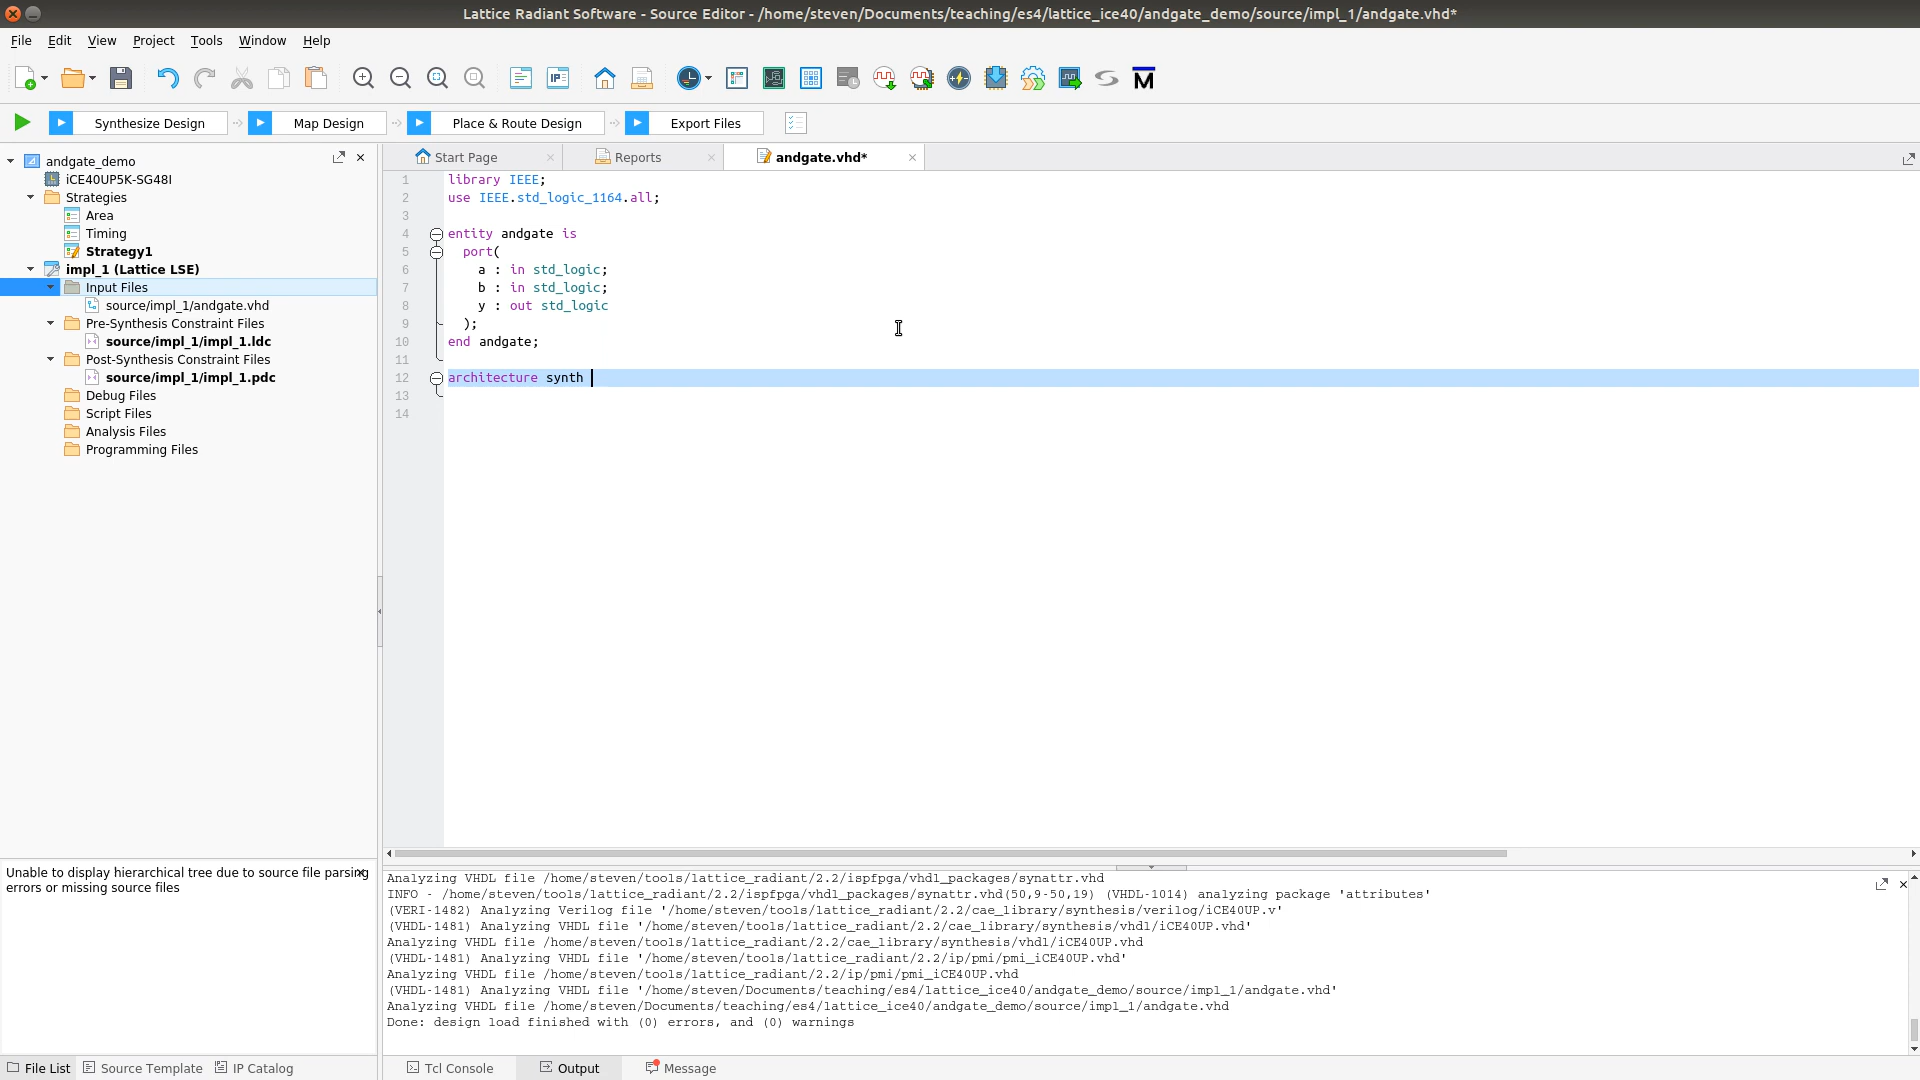 Lattice Radiant Software - Source Editor - /home/steven/Documents/teaching/es4/lattice_ice40/andgate_demo/source/impl_1/andgate.vhd*
File Edit View Project Tools Window Help
IP
M
Synthesize Design Map Design Place & Route Design Export Files
andgate_demo
iCE40UP5K-SG48I
Strategies
Area
Timing
Strategy1
impl_1 (Lattice LSE)
Input Files
source/impl_1/andgate.vhd
Pre-Synthesis Constraint Files
source/impl_1/impl_1.ldc
Post-Synthesis Constraint Files
source/impl_1/impl_1.pdc
Debug Files
Script Files
Analysis Files
Programming Files
Start Page Reports andgate.vhd*
1 library IEEE;
2 use IEEE.std_logic_1164.all;
3
4 entity andgate is
5 port(
6 a : in std_logic;
7 b : in std_logic;
8 y : out std_logic
9 );
10 end andgate;
11
12 architecture synth
13
14
Unable to display hierarchical tree due to source file parsing
errors or missing source files
Analyzing VHDL file /home/steven/tools/lattice_radiant/2.2/ispfpga/vhdl_packages/synattr.vhd
INFO - /home/steven/tools/lattice_radiant/2.2/ispfpga/vhdl_packages/synattr.vhd(50,9-50,19) (VHDL-1014) analyzing package 'attributes'
(VERI-1482) Analyzing Verilog file '/home/steven/tools/lattice_radiant/2.2/cae_library/synthesis/verilog/iCE40UP.v'
(VHDL-1481) Analyzing VHDL file '/home/steven/tools/lattice_radiant/2.2/cae_library/synthesis/vhdl/iCE40UP.vhd'
Analyzing VHDL file /home/steven/tools/lattice_radiant/2.2/cae_library/synthesis/vhdl/iCE40UP.vhd
(VHDL-1481) Analyzing VHDL file '/home/steven/tools/lattice_radiant/2.2/ip/pmi/pmi_iCE40UP.vhd'
Analyzing VHDL file /home/steven/tools/lattice_radiant/2.2/ip/pmi/pmi_iCE40UP.vhd
(VHDL-1481) Analyzing VHDL file '/home/steven/Documents/teaching/es4/lattice_ice40/andgate_demo/source/impl_1/andgate.vhd'
Analyzing VHDL file /home/steven/Documents/teaching/es4/lattice_ice40/andgate_demo/source/impl_1/andgate.vhd
Done: design load finished with (0) errors, and (0) warnings
File List Source Template IP Catalog
Tcl Console Output Message